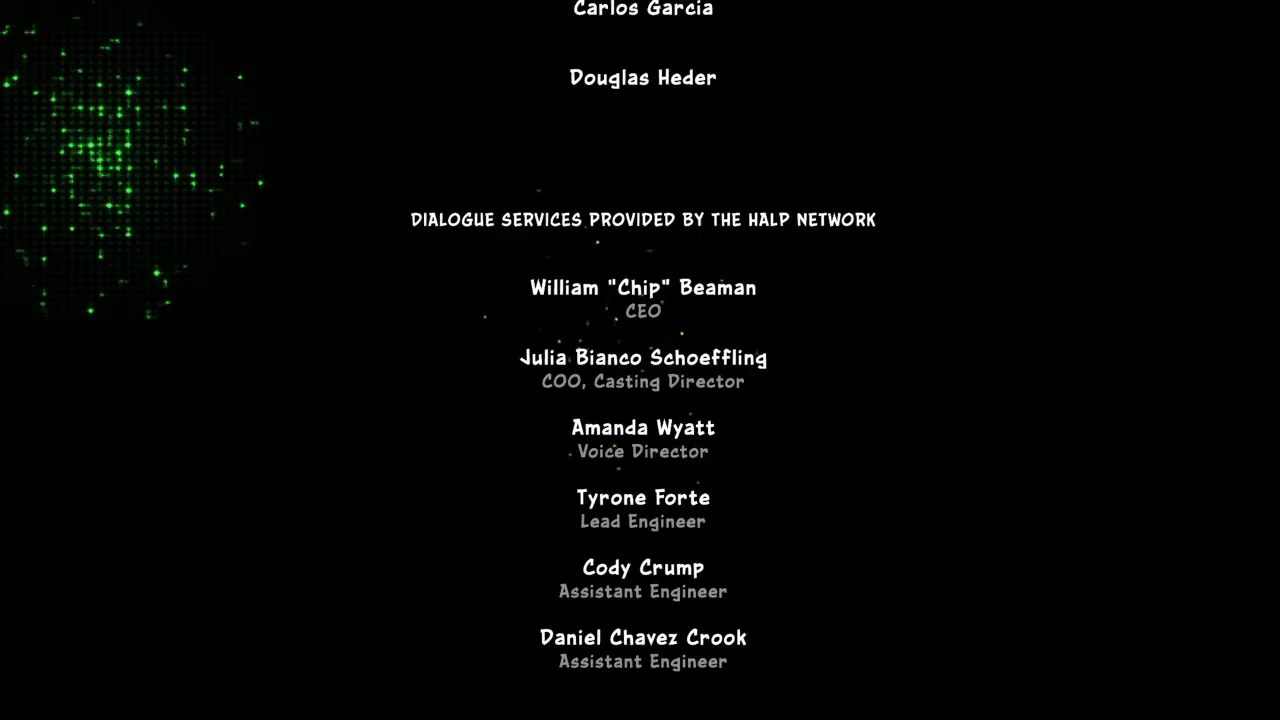 Carlos Garcia
Douglas Heder
DIALOGUE SERVICES PROVIDED BY THE HALP NETWORK
William "Chip" Beaman
CEO
Julia Bianco Schoeffling
COO, Casting Director
Amanda Wyatt
Voice Director
Tyrone Forte
Lead Engineer
Cody Crump
Assistant Engineer
Daniel Chavez Crook
Assistant Engineer